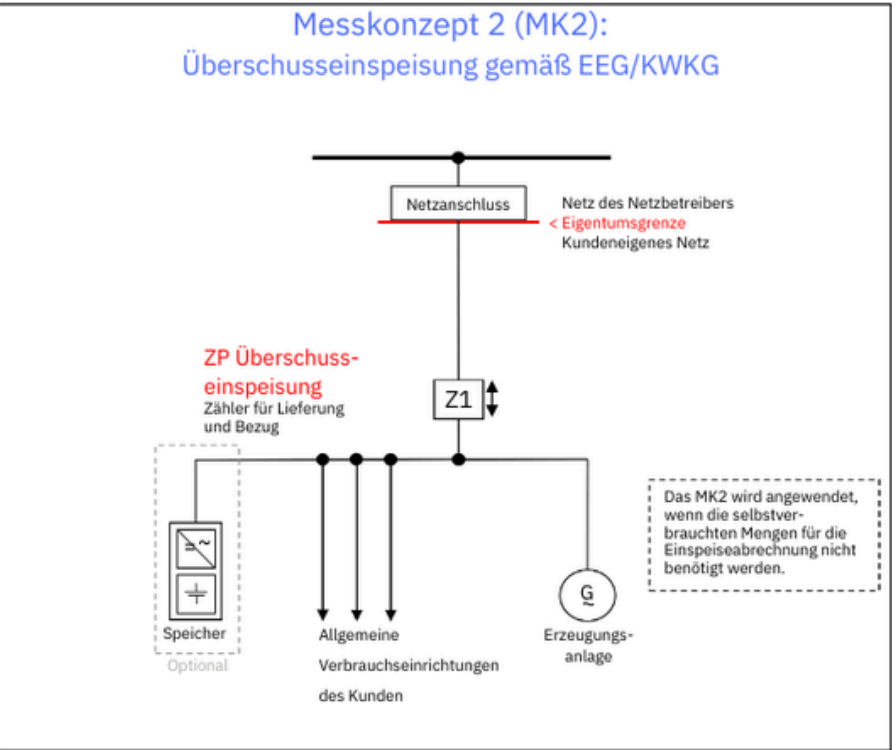 Messkonzept 2 (MK2):
Überschusseinspeisung gemäß EEG/KWKG
Netzanschluss
Netz des Netzbetreibers
< Eigentumsgrenze
Kundeneigenes Netz
ZP Überschuss-
einspeisung
Zähler für Lieferung
und Bezug
Z1
Das MK2 wird angewendet,
wenn die selbstver-
brauchten Mengen für die
Einspeiseabrechnung nicht
benötigt werden.
= ~
G
~
Speicher
Optional
Allgemeine
Verbrauchseinrichtungen
des Kunden
Erzeugungs-
anlage